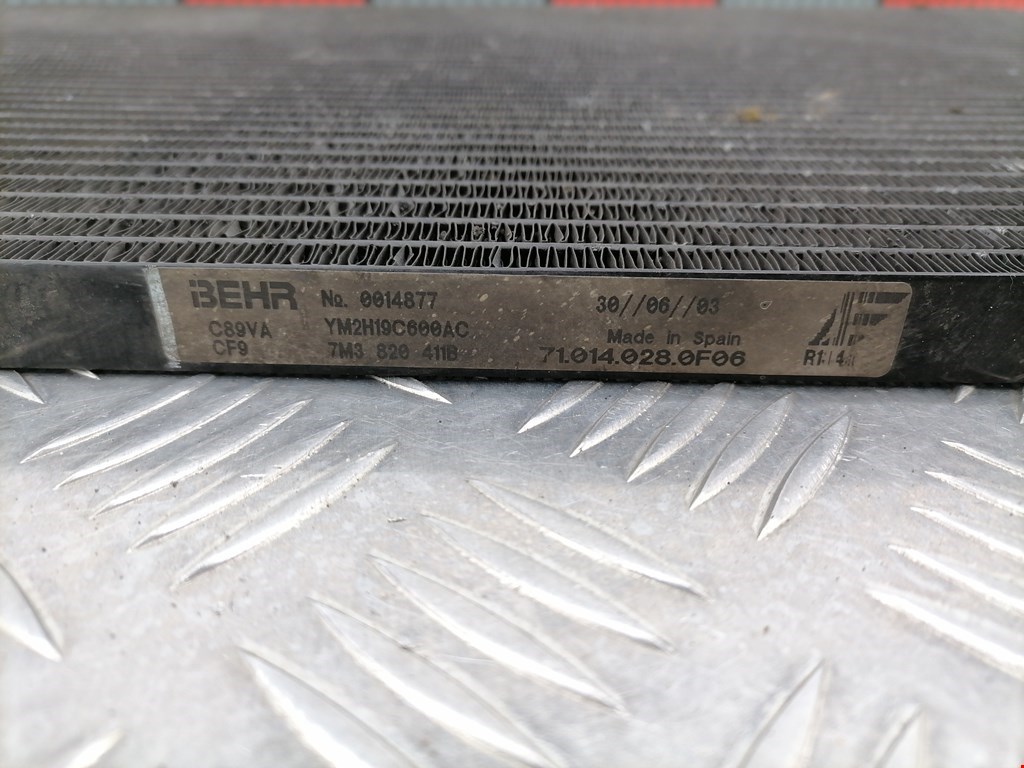 BEHR No. 0014877 30//06//03
C89VA YM2H19C600AC Made in Spain
CF9 7M3 820 411B 71.014.028.0F06